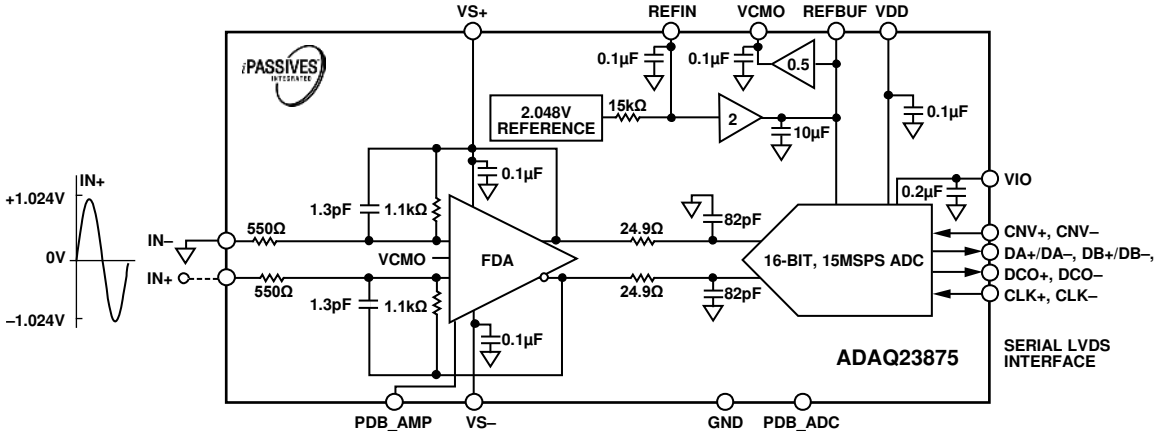 VS+ REFIN VCMO REFBUF VDD
iPASSIVES™
INTEGRATED
0.1µF 0.1µF 0.5
2.048V
REFERENCE
15kΩ
2
10µF
0.1µF
0.1µF
VIO
0.2µF
IN+
+1.024V
0V
–1.024V
1.3pF 1.1kΩ
550Ω
IN–
IN+
550Ω
1.3pF 1.1kΩ
VCMO
FDA
0.1µF
24.9Ω
82pF
24.9Ω
82pF
16-BIT, 15MSPS ADC
CNV+, CNV–
DA+/DA–, DB+/DB–,
DCO+, DCO–
CLK+, CLK–
SERIAL LVDS
INTERFACE
ADAQ23875
PDB_AMP VS– GND PDB_ADC